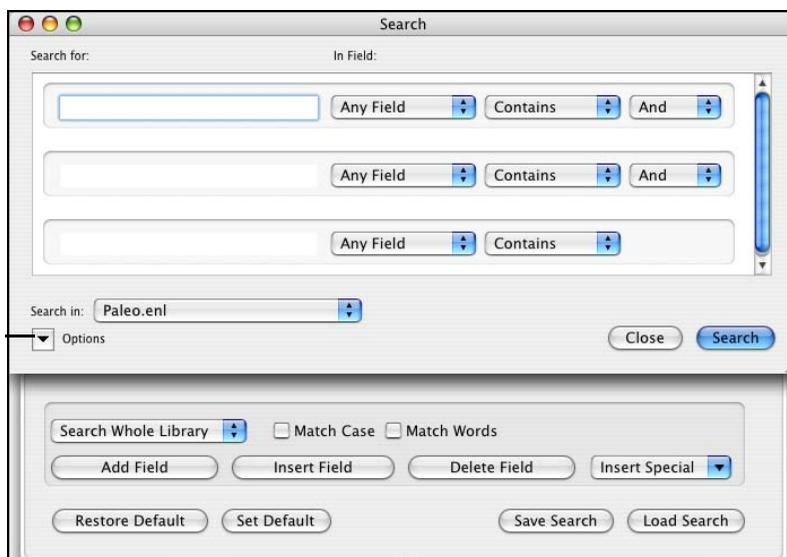 Search
Search for: In Field:
Any Field Contains And
Any Field Contains And
Any Field Contains
Search in: Paleo.enl
Options Close Search
Search Whole Library Match Case Match Words
Add Field Insert Field Delete Field Insert Special
Restore Default Set Default Save Search Load Search